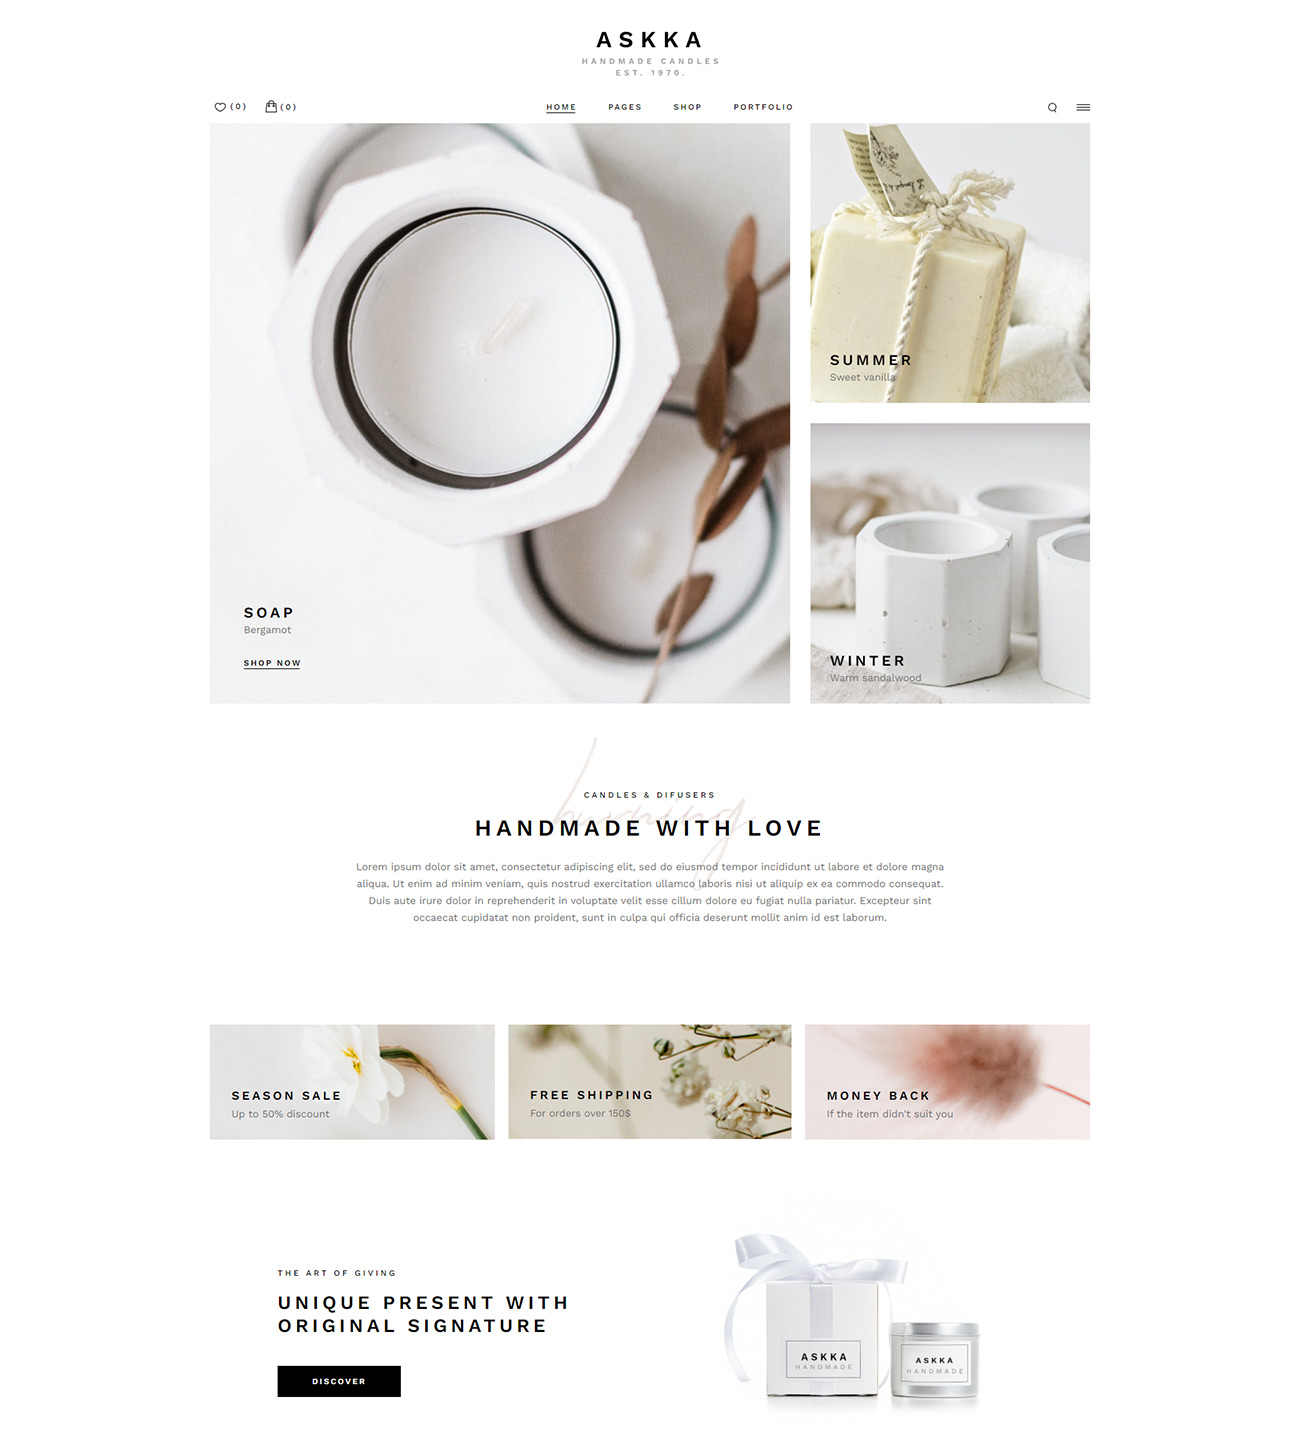 ASKKA
HANDMADE CANDLES
EST. 1970.
(0)
(0)
HOME
PAGES
SHOP
PORTFOLIO
SUMMER
Sweet vanilla
SOAP
Bergamot
SHOP NOW
WINTER
Warm sandalwood
burning
CANDLES & DIFUSERS
HANDMADE WITH LOVE
Lorem ipsum dolor sit amet, consectetur adipiscing elit, sed do eiusmod tempor incididunt ut labore et dolore magna
aliqua. Ut enim ad minim veniam, quis nostrud exercitation ullamco laboris nisi ut aliquip ex ea commodo consequat.
Duis aute irure dolor in reprehenderit in voluptate velit esse cillum dolore eu fugiat nulla pariatur. Excepteur sint
occaecat cupidatat non proident, sunt in culpa qui officia deserunt mollit anim id est laborum.
SEASON SALE
Up to 50% discount
FREE SHIPPING
For orders over 150$
MONEY BACK
If the item didn't suit you
THE ART OF GIVING
UNIQUE PRESENT WITH
ORIGINAL SIGNATURE
DISCOVER
ASKKA
HANDMADE
ASKKA
HANDMADE